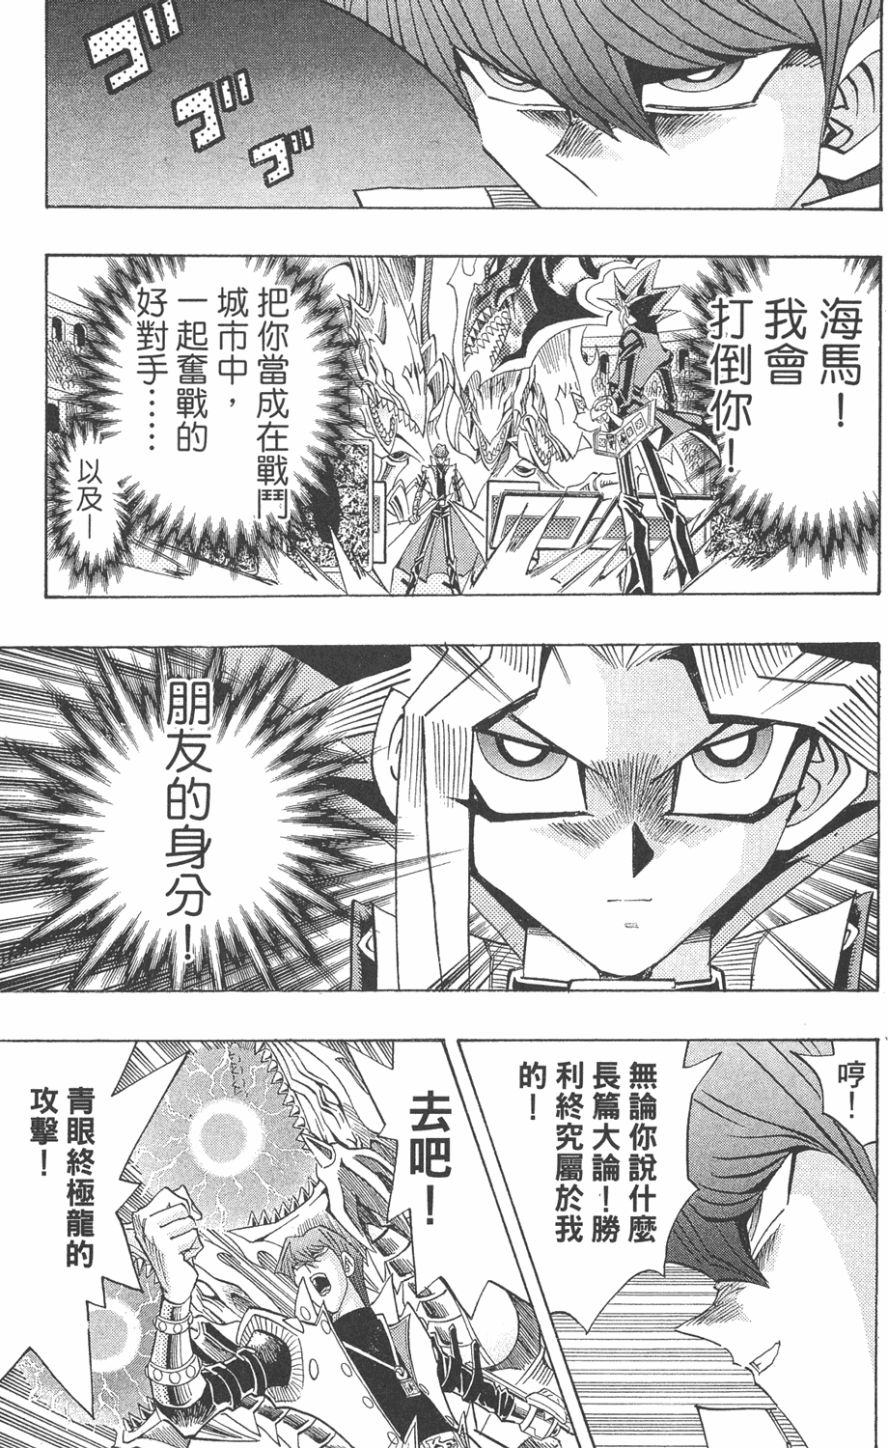 ゴ
ゴ
ゴ
海馬！
我會
打倒你！
把你當成在戰鬥
城市中，
一起奮戰的
好對手……
以及—
朋友的身分！
哼！
無論你說什麼
長篇大論！勝
利終究屬於我
的！
去吧！
青眼終極龍的
攻擊！